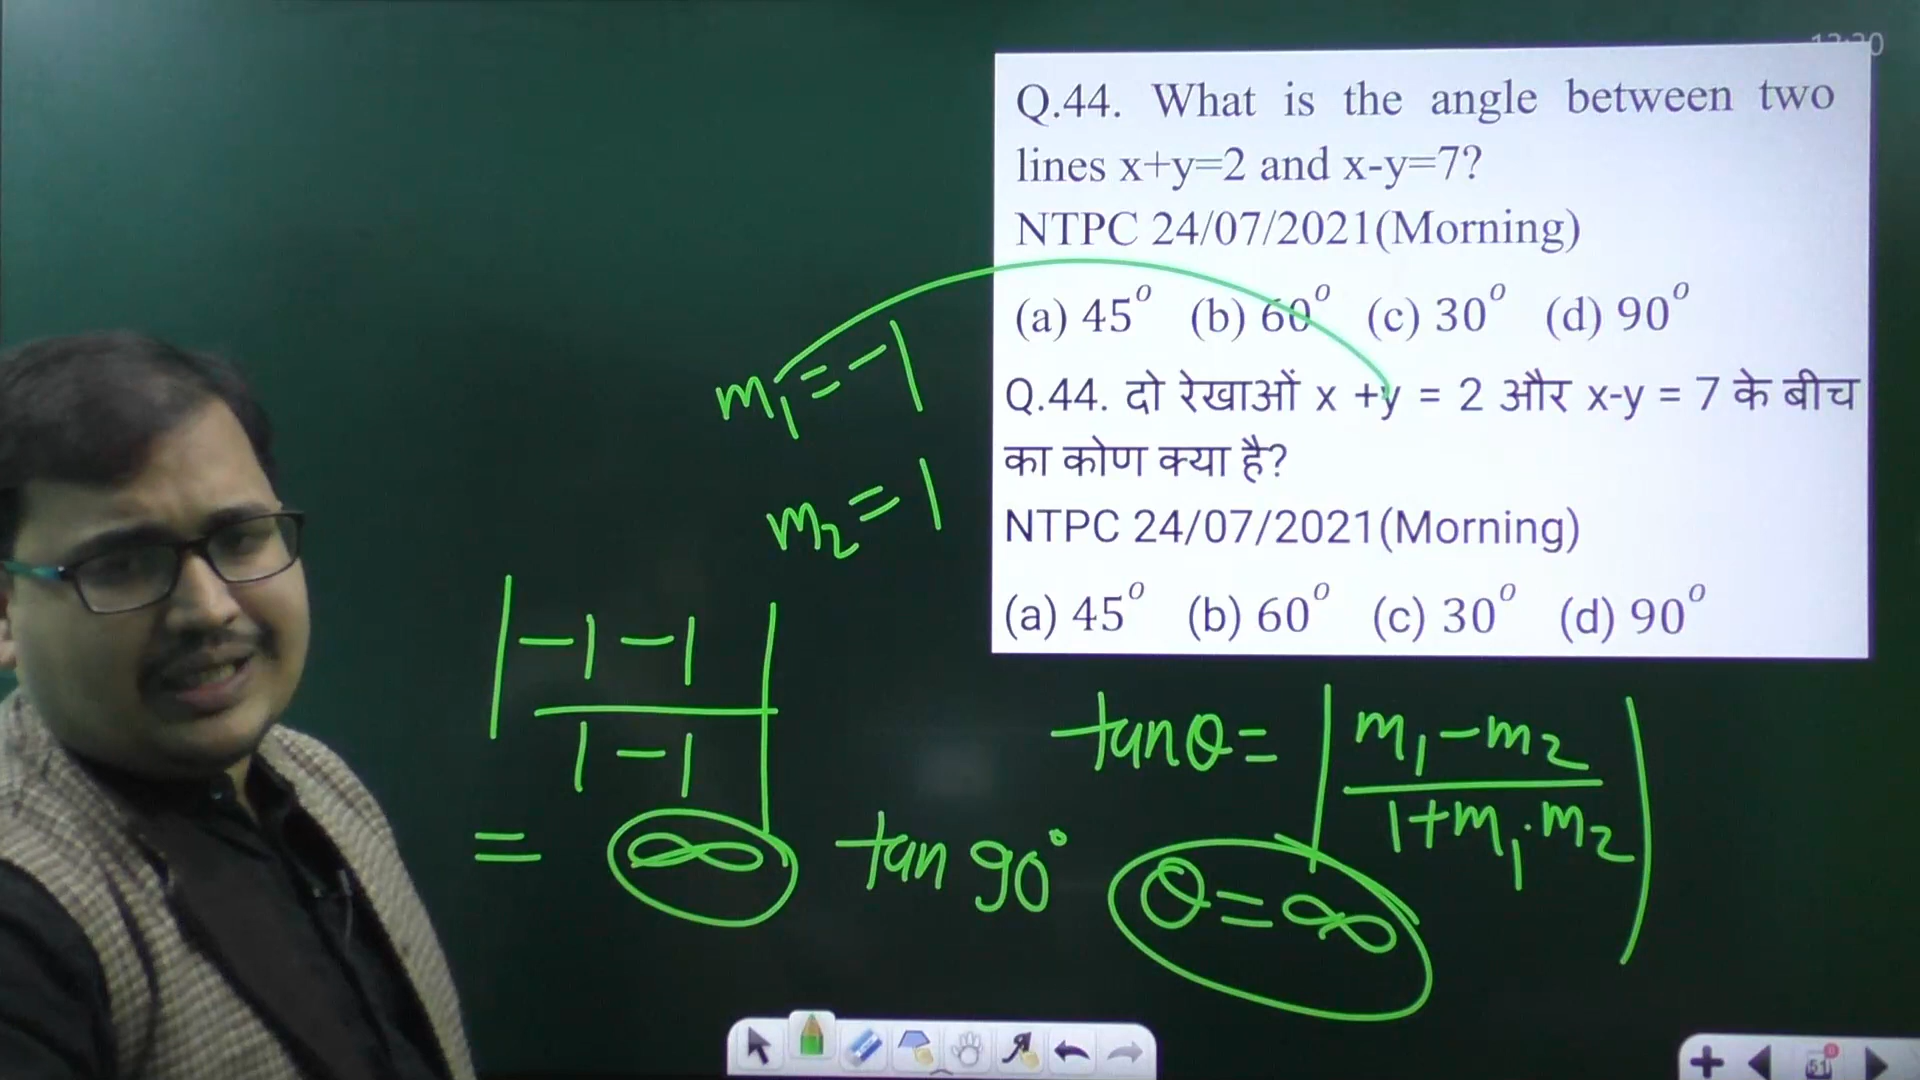 Q.44. What is the angle between two
lines x+y=2 and x-y=7?
NTPC 24/07/2021(Morning)
(a) 45° (b) 60° (c) 30° (d) 90°
Q.44. दो रेखाओं x +y = 2 और x-y = 7 के बीच
का कोण क्या है?
NTPC 24/07/2021(Morning)
(a) 45° (b) 60° (c) 30° (d) 90°
m₁=-1
m₂=1
|-1-1
1-1|
= ∞ tan 90°
tanθ= |m₁-m₂
1+m₁.m₂|
θ=∞
51